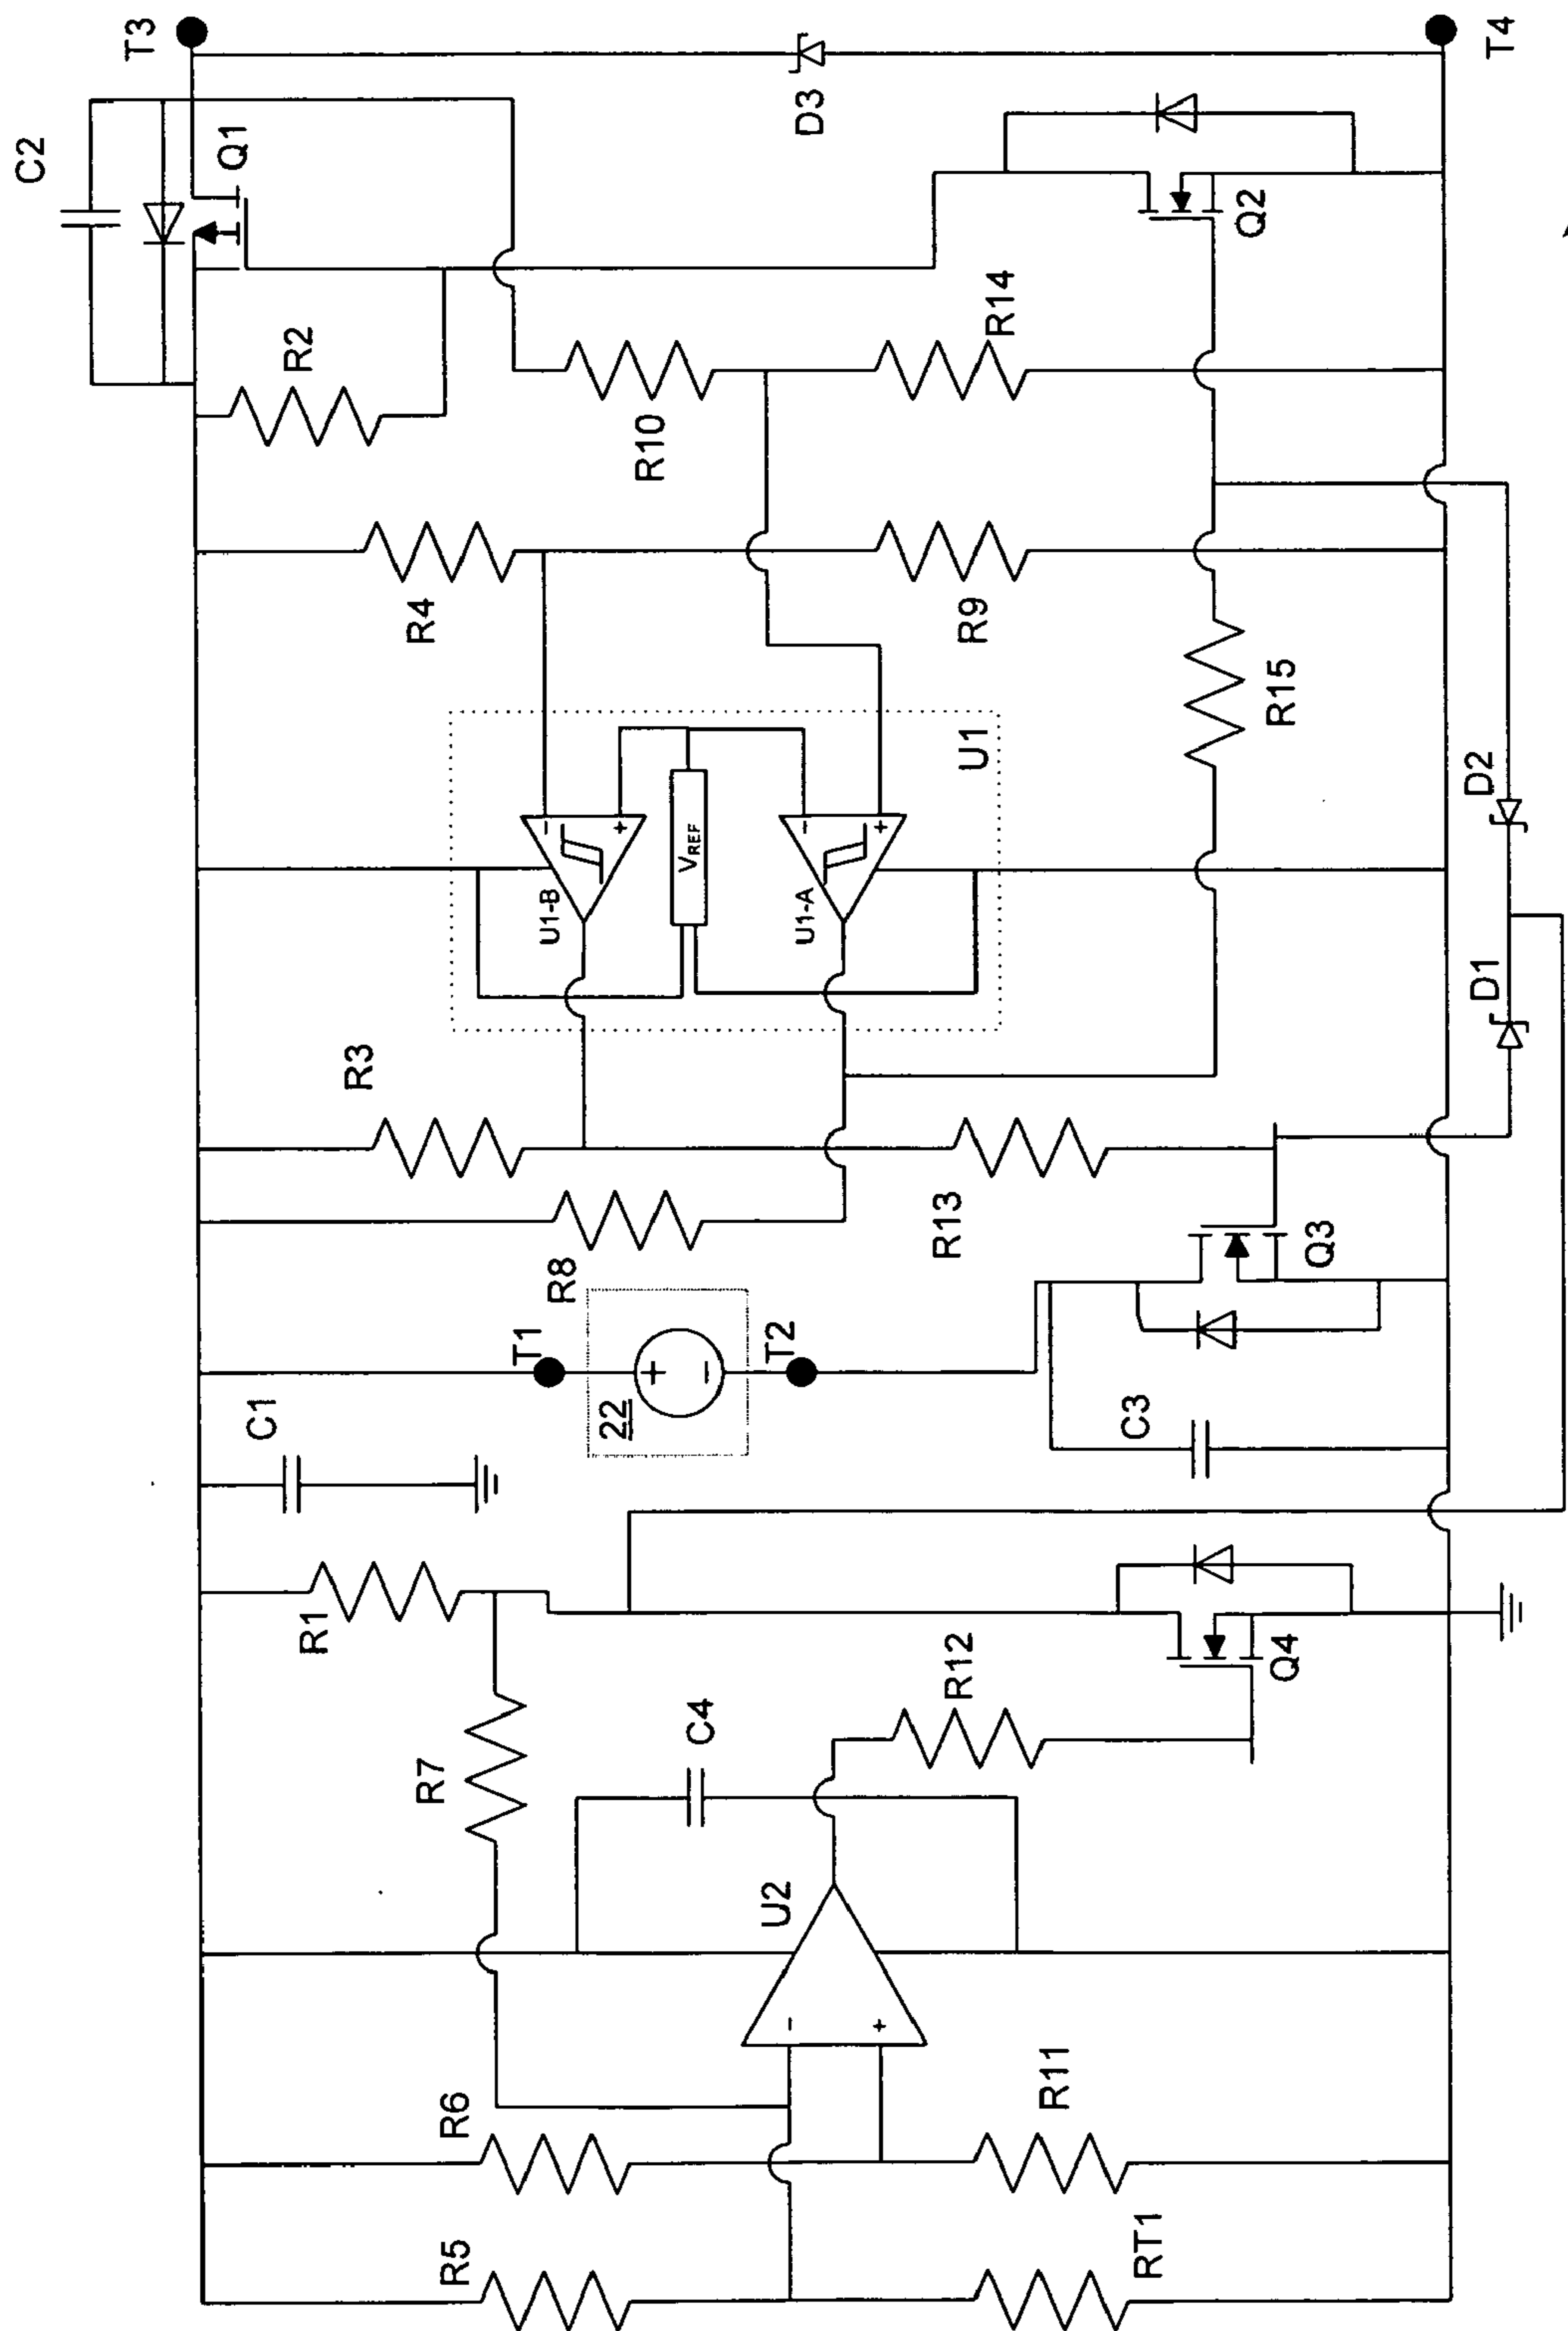 T3
C2
Q1
D3
T4
R2
R10
R14
Q2
R4
R9
R15
U1
-
+
VREF
-
+
U1-B
U1-A
D2
D1
R3
R8
R13
Q3
T1
22
+
-
T2
C1
C3
R1
R7
C4
R12
Q4
U2
-
+
R6
R11
R5
RT1